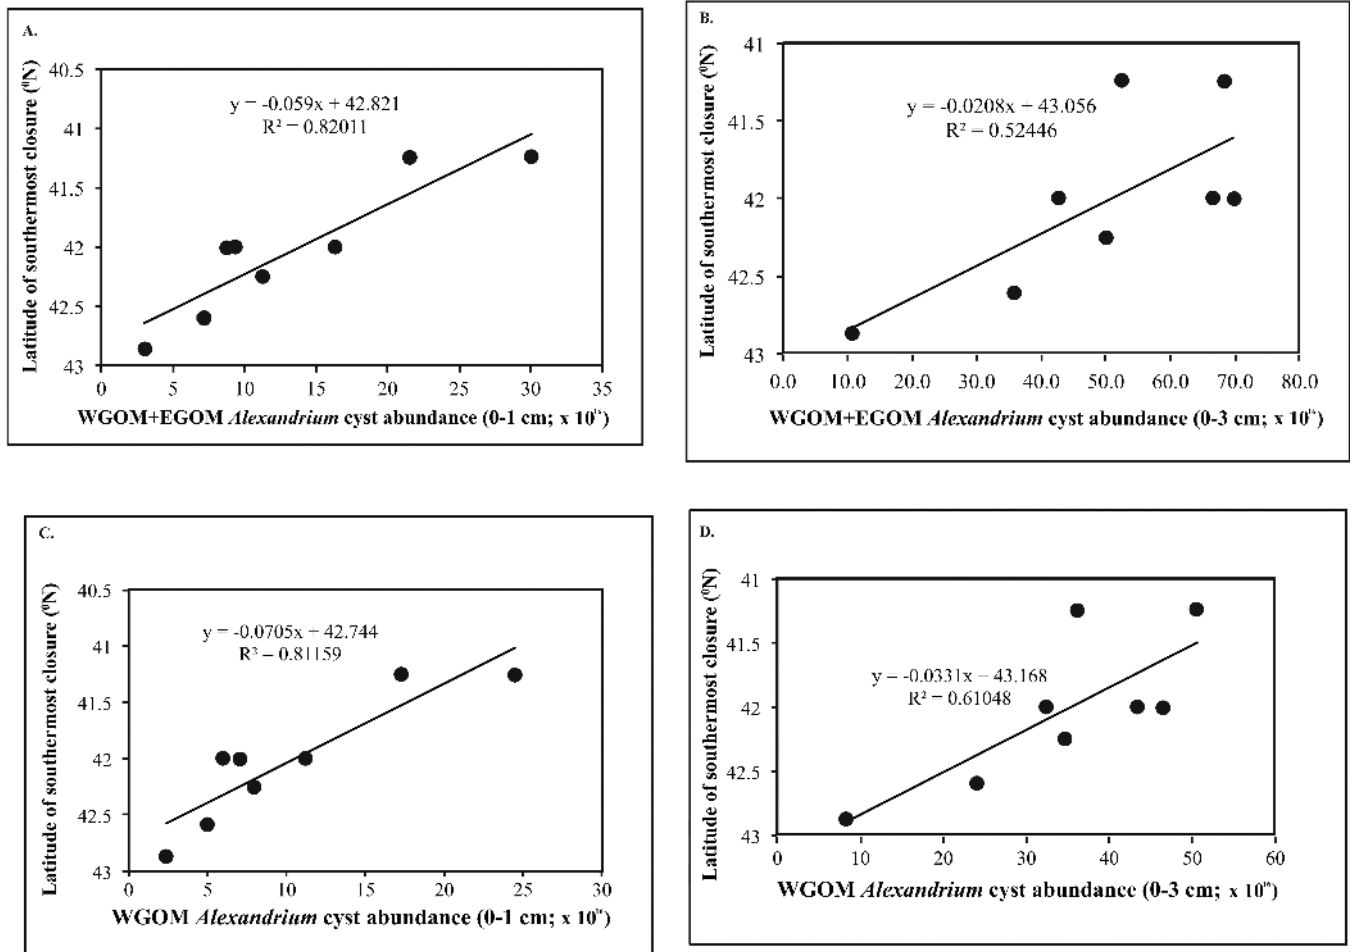 A.
Latitude of southermost closure (⁰N)
40.5
41
41.5
42
42.5
43
y = -0.059x + 42.821
R² = 0.82011
0 5 10 15 20 25 30 35
WGOM+EGOM Alexandrium cyst abundance (0-1 cm; x 10¹⁶)
B.
Latitude of southermost closure (⁰N)
41
41.5
42
42.5
43
y = -0.0208x + 43.056
R² = 0.52446
0.0 10.0 20.0 30.0 40.0 50.0 60.0 70.0 80.0
WGOM+EGOM Alexandrium cyst abundance (0-3 cm; x 10¹⁶)
C.
Latitude of southermost closure (⁰N)
40.5
41
41.5
42
42.5
43
y = -0.0705x + 42.744
R² = 0.81159
0 5 10 15 20 25 30
WGOM Alexandrium cyst abundance (0-1 cm; x 10¹⁶)
D.
Latitude of southermost closure (⁰N)
41
41.5
42
42.5
43
y = -0.0331x + 43.168
R² = 0.61048
0 10 20 30 40 50 60
WGOM Alexandrium cyst abundance (0-3 cm; x 10¹⁶)